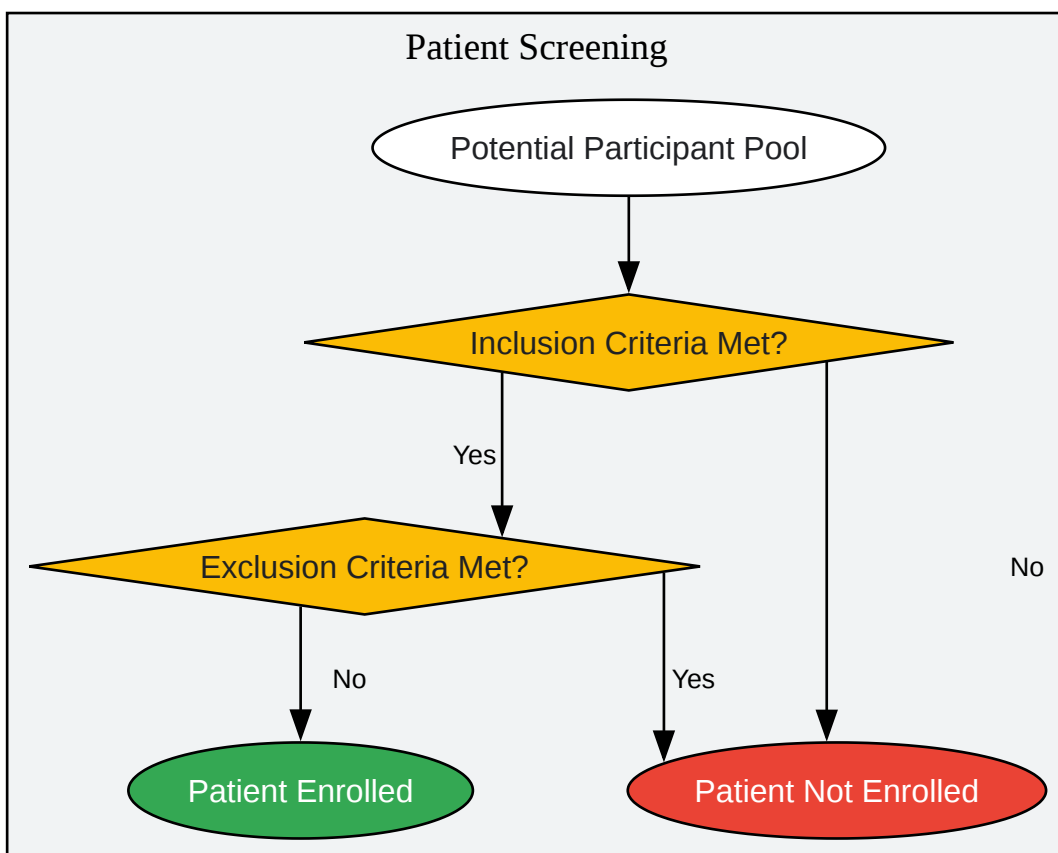 Patient Screening
Potential Participant Pool
Inclusion Criteria Met?
Yes
Exclusion Criteria Met?
No
No
Yes
Patient Enrolled
Patient Not Enrolled